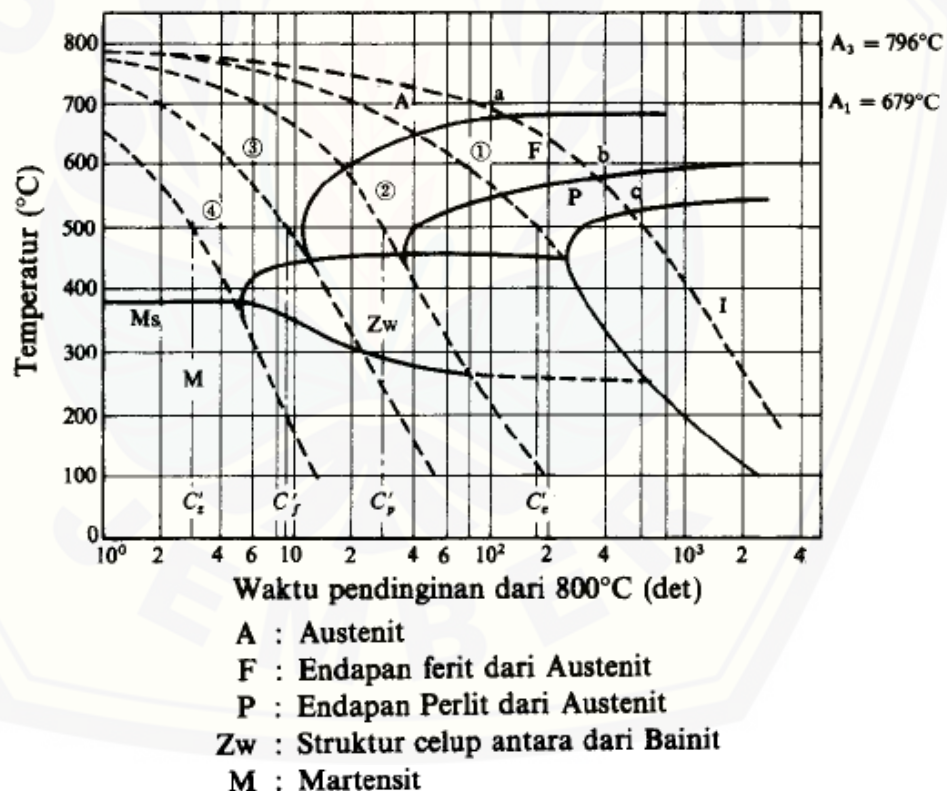 800
700
600
500
400
300
200
100
0
Temperatur (°C)
A₃ = 796°C
A₁ = 679°C
A
a
F
b
P
c
I
①
②
③
④
Ms
M
Zw
C'z
C'f
C'p
C'e
10⁰ 2 4 6 10 2 4 6 10² 2 4 10³ 2 4
Waktu pendinginan dari 800°C (det)
A : Austenit
F : Endapan ferit dari Austenit
P : Endapan Perlit dari Austenit
Zw : Struktur celup antara dari Bainit
M : Martensit
EMBER